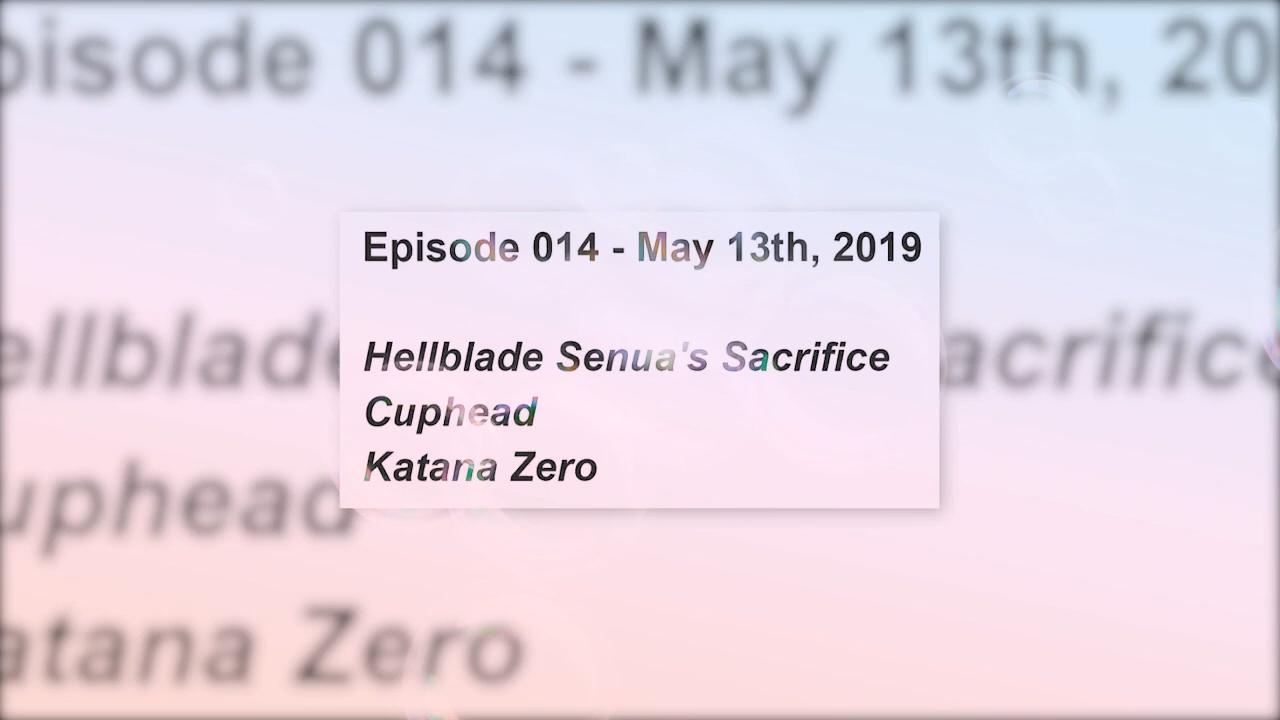 Episode 014 - May 13th, 2019
Hellblade Senua's Sacrifice
Cuphead
Katana Zero